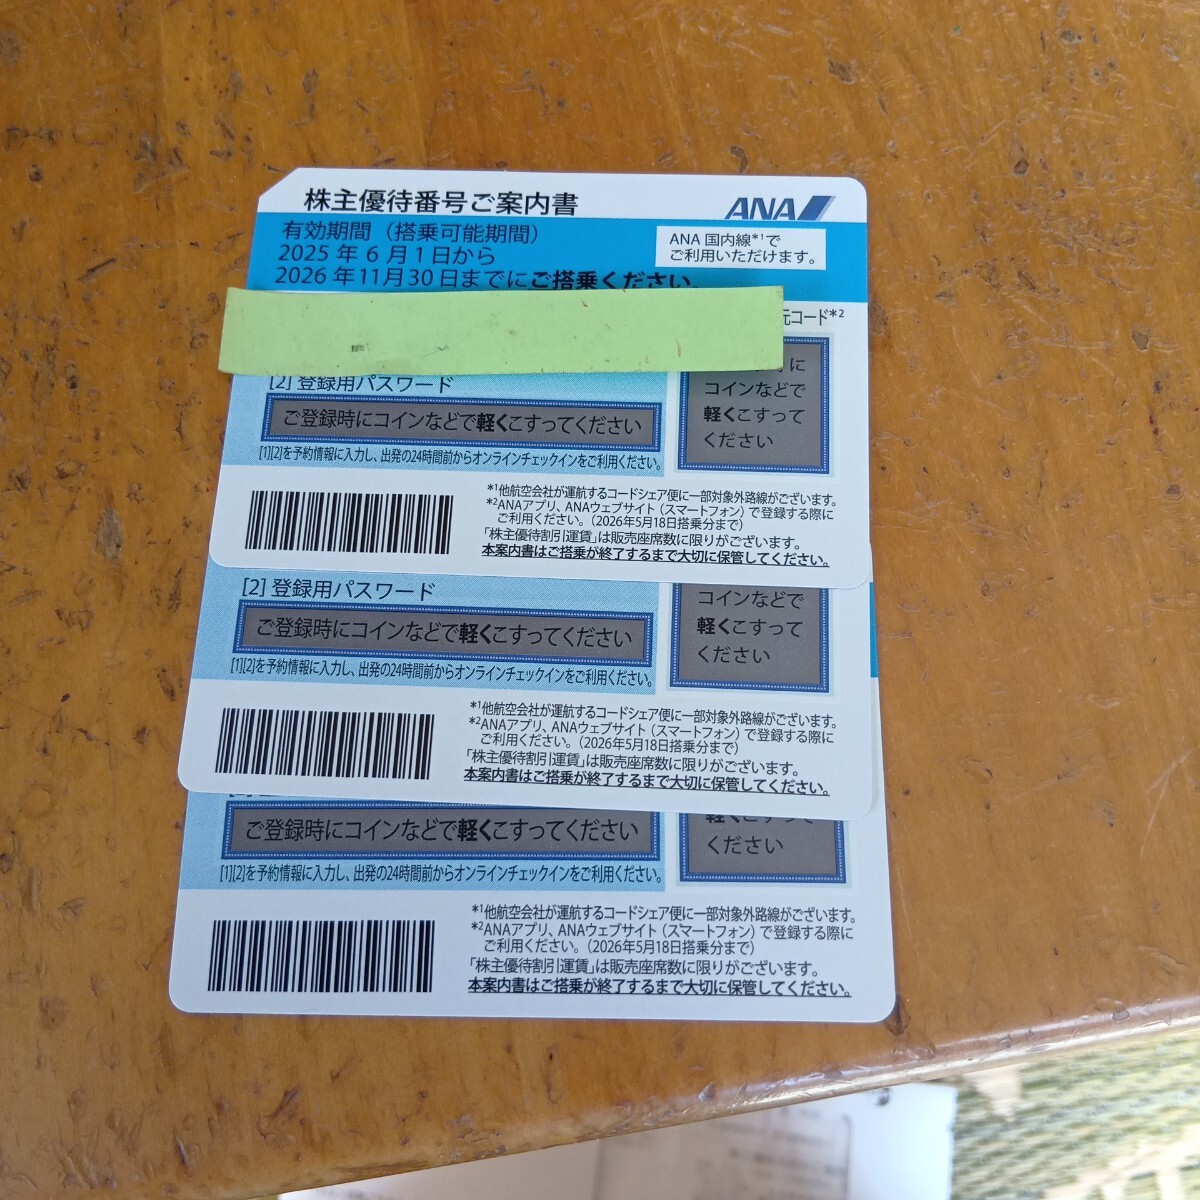 株主優待番号ご案内書
ANA
有効期間（搭乗可能期間）
2025 年 6 月 1 日から
2026 年 11 月 30 日までにご搭乗ください。
ANA 国内線*1で
ご利用いただけます。
元コード*2
[2] 登録用パスワード
ご登録時にコインなどで軽くこすってください
に
コインなどで
軽くこすって
ください
[1][2]を予約情報に入力し、出発の24時間前からオンラインチェックインをご利用ください。
*1他航空会社が運航するコードシェア便に一部対象外路線がございます。
*2ANAアプリ、ANAウェブサイト（スマートフォン）で登録する際に
ご利用ください。（2026年5月18日搭乗分まで）
「株主優待割引運賃」は販売座席数に限りがございます。
本案内書はご搭乗が終了するまで大切に保管してください。
[2] 登録用パスワード
ご登録時にコインなどで軽くこすってください
コインなどで
軽くこすって
ください
[1][2]を予約情報に入力し、出発の24時間前からオンラインチェックインをご利用ください。
*1他航空会社が運航するコードシェア便に一部対象外路線がございます。
*2ANAアプリ、ANAウェブサイト（スマートフォン）で登録する際に
ご利用ください。（2026年5月18日搭乗分まで）
「株主優待割引運賃」は販売座席数に限りがございます。
本案内書はご搭乗が終了するまで大切に保管してください。
ご登録時にコインなどで軽くこすってください
軽くこすって
ください
[1][2]を予約情報に入力し、出発の24時間前からオンラインチェックインをご利用ください。
*1他航空会社が運航するコードシェア便に一部対象外路線がございます。
*2ANAアプリ、ANAウェブサイト（スマートフォン）で登録する際に
ご利用ください。（2026年5月18日搭乗分まで）
「株主優待割引運賃」は販売座席数に限りがございます。
本案内書はご搭乗が終了するまで大切に保管してください。